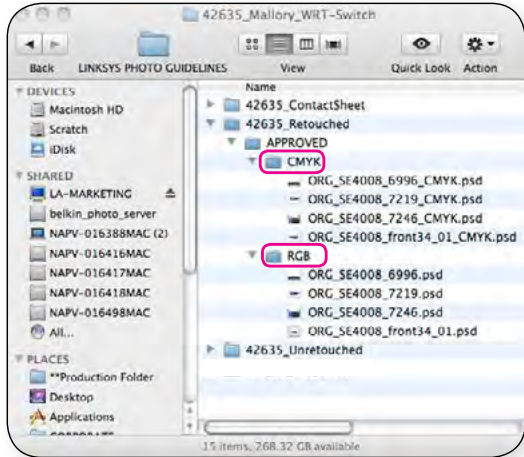 42635_Mallory_WRT-Switch
Back LINKSYS PHOTO GUIDELINES View Quick Look Action
DEVICES
Macintosh HD
Scratch
iDisk
SHARED
LA-MARKETING
belkin_photo_server
NAPV-016388MAC (2)
NAPV-016416MAC
NAPV-016417MAC
NAPV-016418MAC
NAPV-016498MAC
All...
PLACES
**Production Folder
Desktop
Applications
Name
42635_ContactSheet
42635_Retouched
APPROVED
CMYK
ORG_SE4008_6996_CMYK.psd
ORG_SE4008_7219_CMYK.psd
ORG_SE4008_7246_CMYK.psd
ORG_SE4008_front34_01_CMYK.psd
RGB
ORG_SE4008_6996.psd
ORG_SE4008_7219.psd
ORG_SE4008_7246.psd
ORG_SE4008_front34_01.psd
42635_Unretouched
15 items, 268.32 GB available